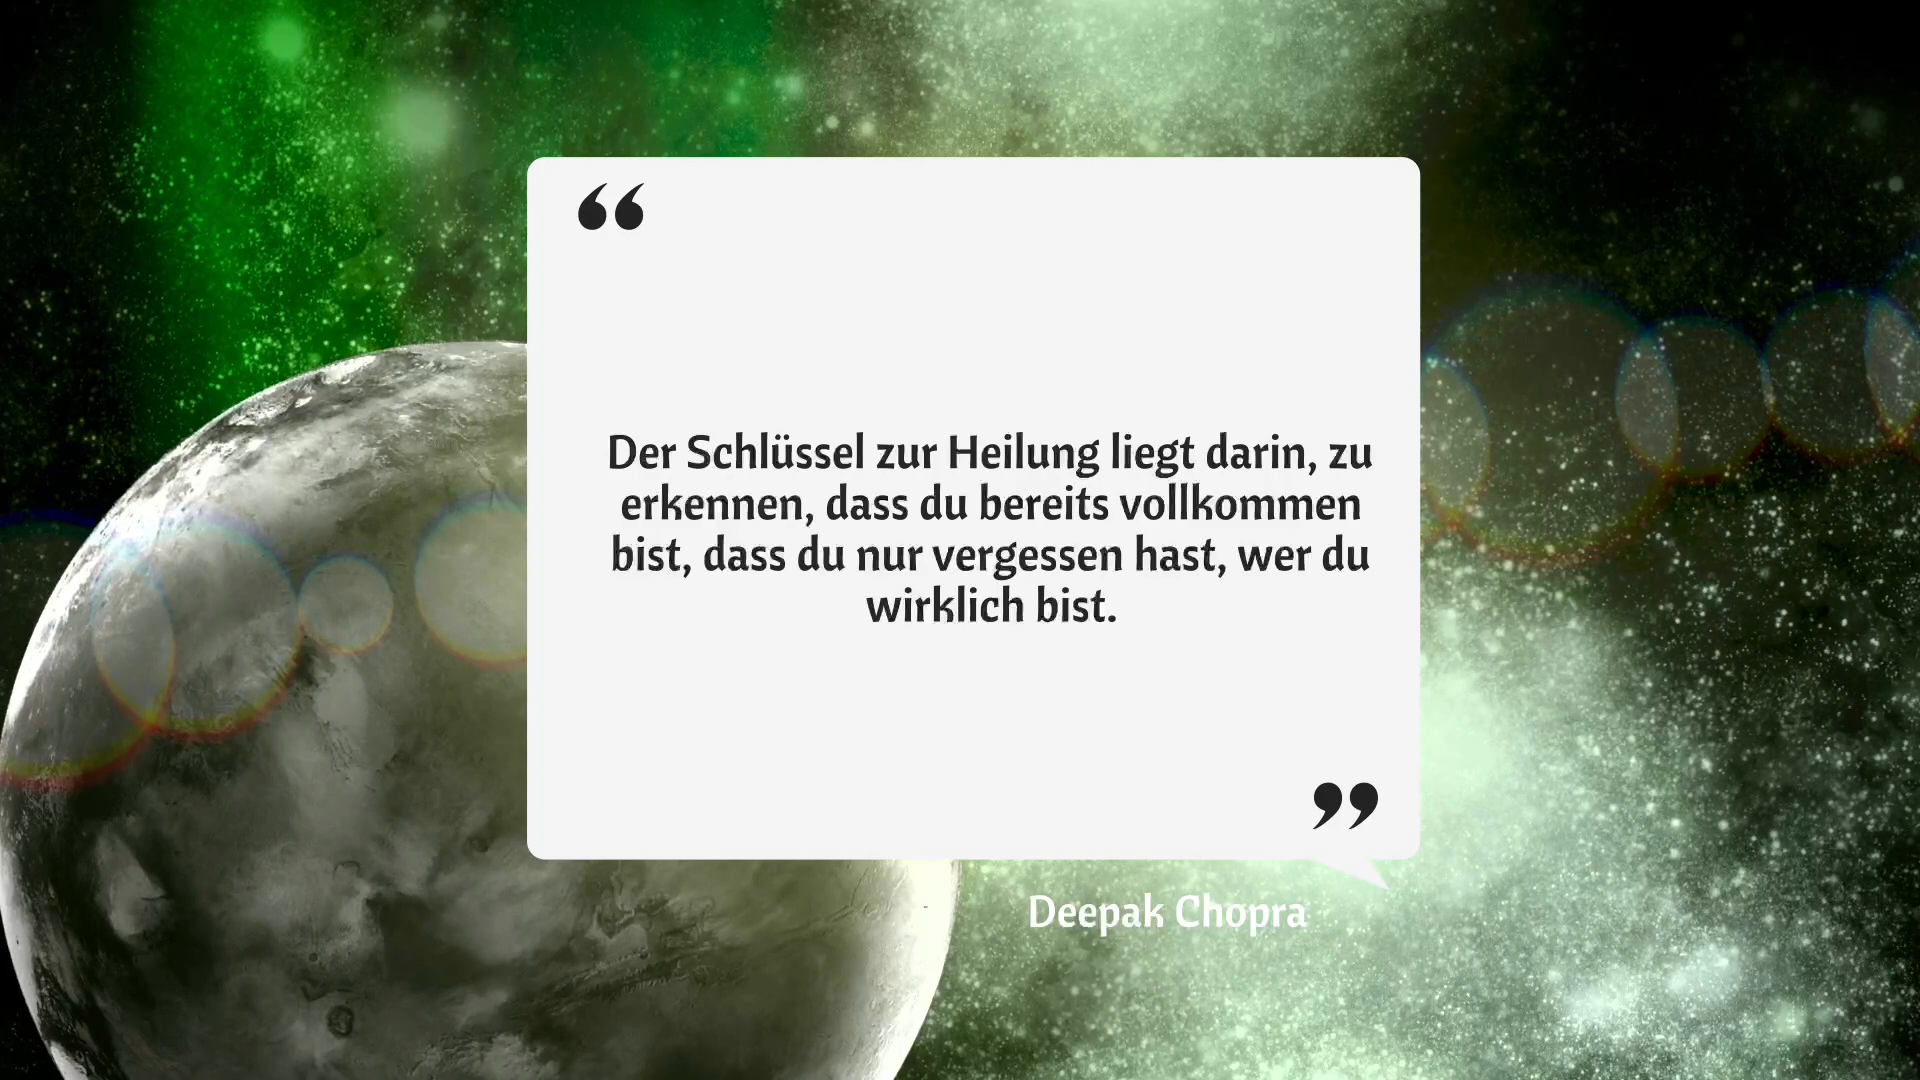 “
Der Schlüssel zur Heilung liegt darin, zu
erkennen, dass du bereits vollkommen
bist, dass du nur vergessen hast, wer du
wirklich bist.
”
Deepak Chopra